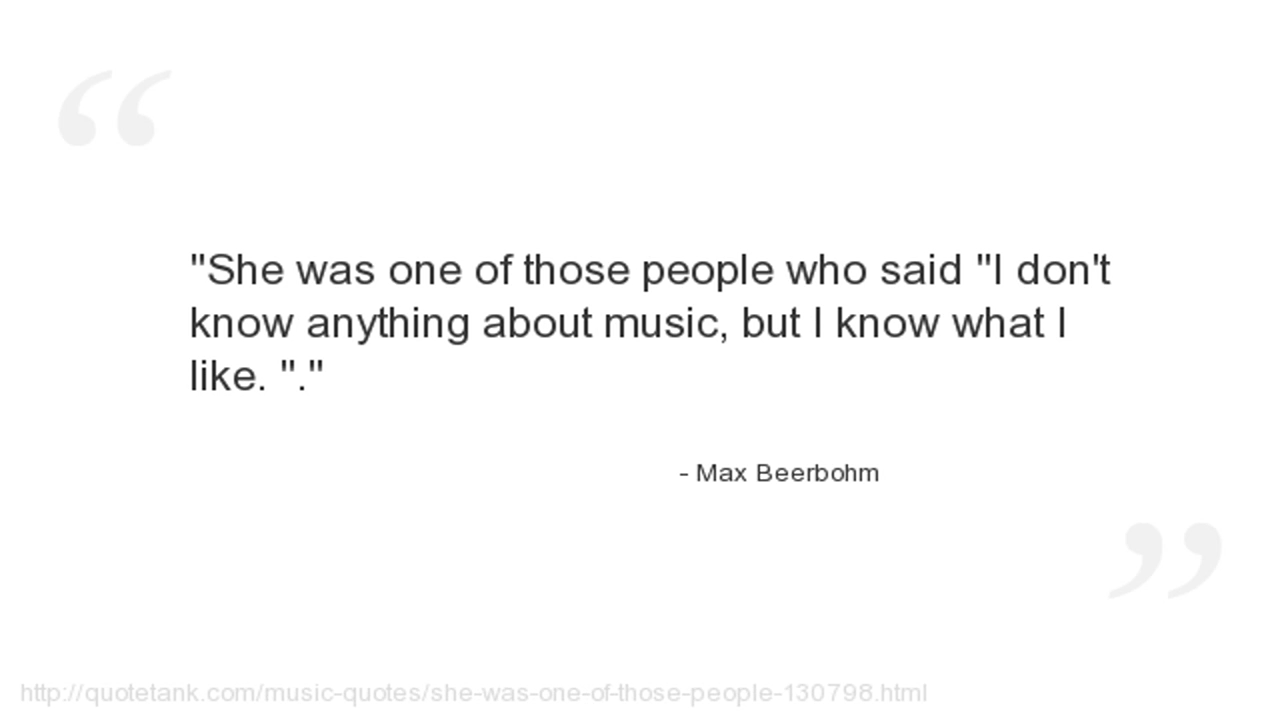 "She was one of those people who said "I don't
know anything about music, but I know what I
like. "."
- Max Beerbohm
http://quotetank.com/music-quotes/she-was-one-of-those-people-130798.html